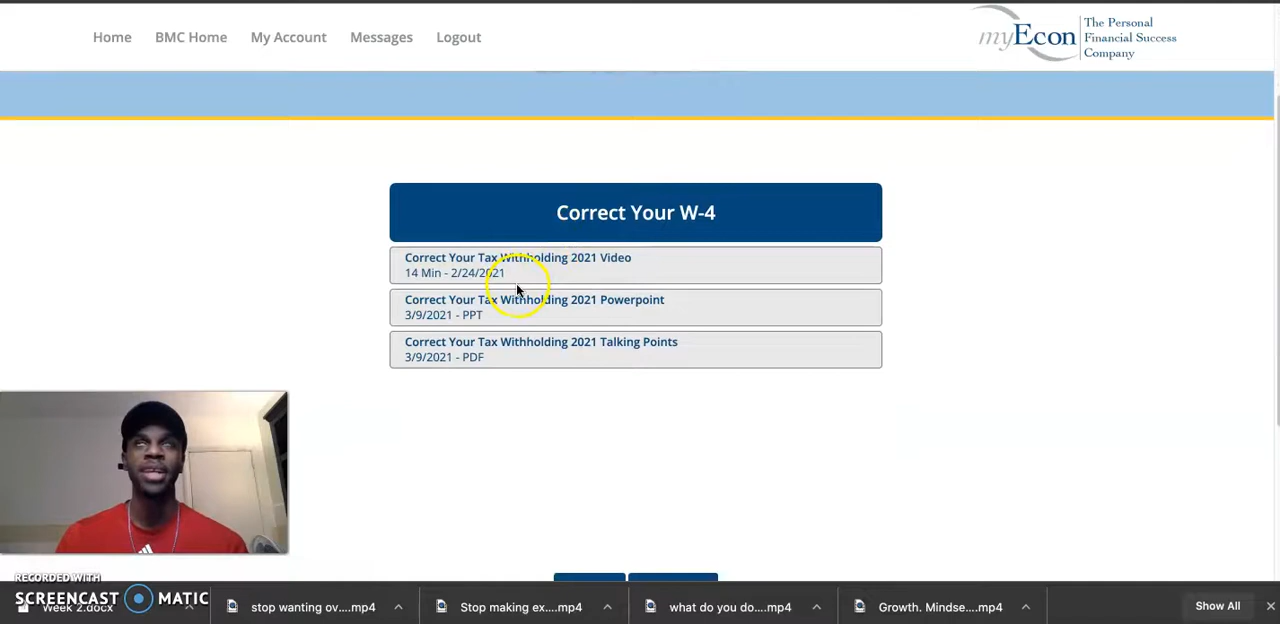 Home BMC Home My Account Messages Logout
myEcon
The Personal
Financial Success
Company
Correct Your W-4
Correct Your Tax Withholding 2021 Video
14 Min - 2/24/2021
Correct Your Tax Withholding 2021 Powerpoint
3/9/2021 - PPT
Correct Your Tax Withholding 2021 Talking Points
3/9/2021 - PDF
RECORDED WITH
SCREENCAST MATIC
Week 2.docx
stop wanting ov....mp4
Stop making ex....mp4
what do you do....mp4
Growth. Mindse....mp4
Show All